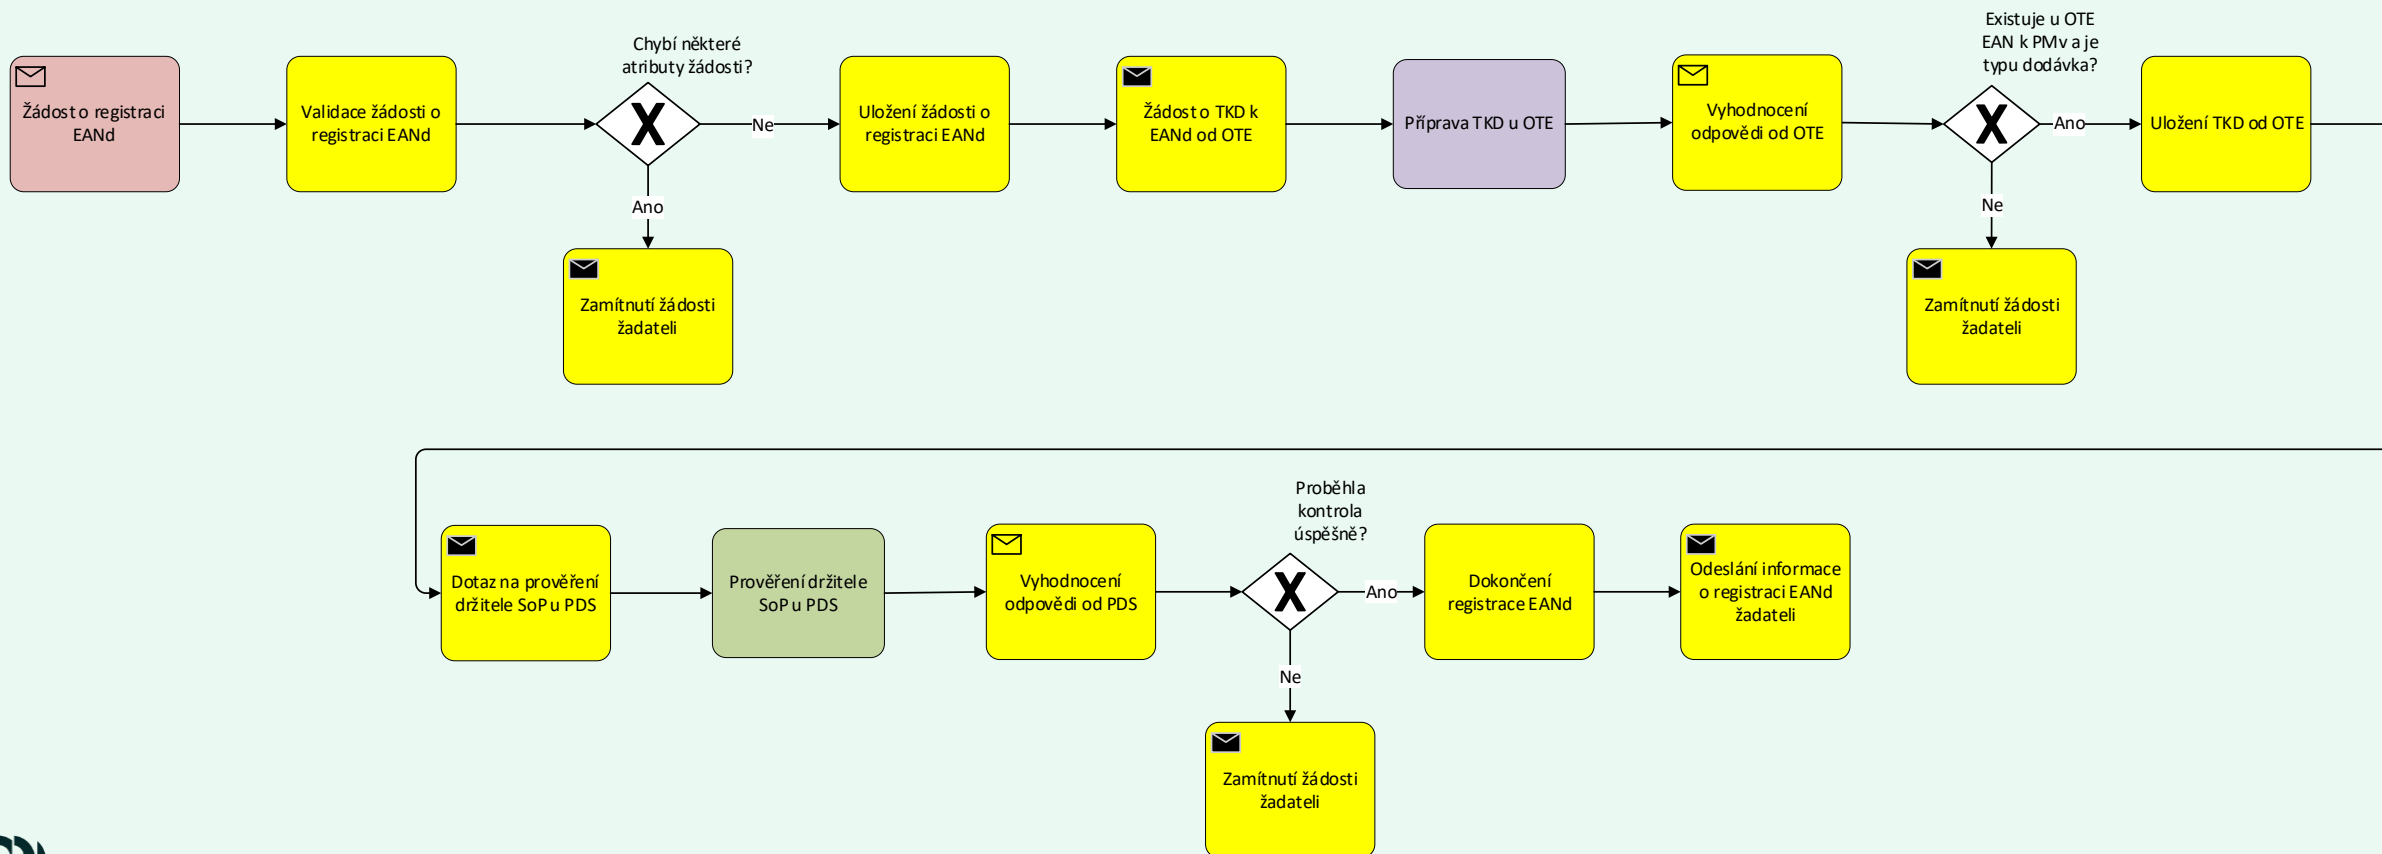 Žádost o registraci
EANd
Validace žádosti o
registraci EANd
Chybí některé
atributy žádosti?
X
Ne
Ano
Zamítnutí žádosti
žadateli
Uložení žádosti o
registraci EANd
Žádost o TKD k
EANd od OTE
Příprava TKD u OTE
Vyhodnocení
odpovědi od OTE
Existuje u OTE
EAN k PMv a je
typu dodávka?
X
Ano
Ne
Zamítnutí žádosti
žadateli
Uložení TKD od OTE
Dotaz na prověření
držitele SoP u PDS
Prověření držitele
SoP u PDS
Vyhodnocení
odpovědi od PDS
Proběhla
kontrola
úspěšně?
X
Ano
Ne
Zamítnutí žádosti
žadateli
Dokončení
registrace EANd
Odeslání informace
o registraci EANd
žadateli